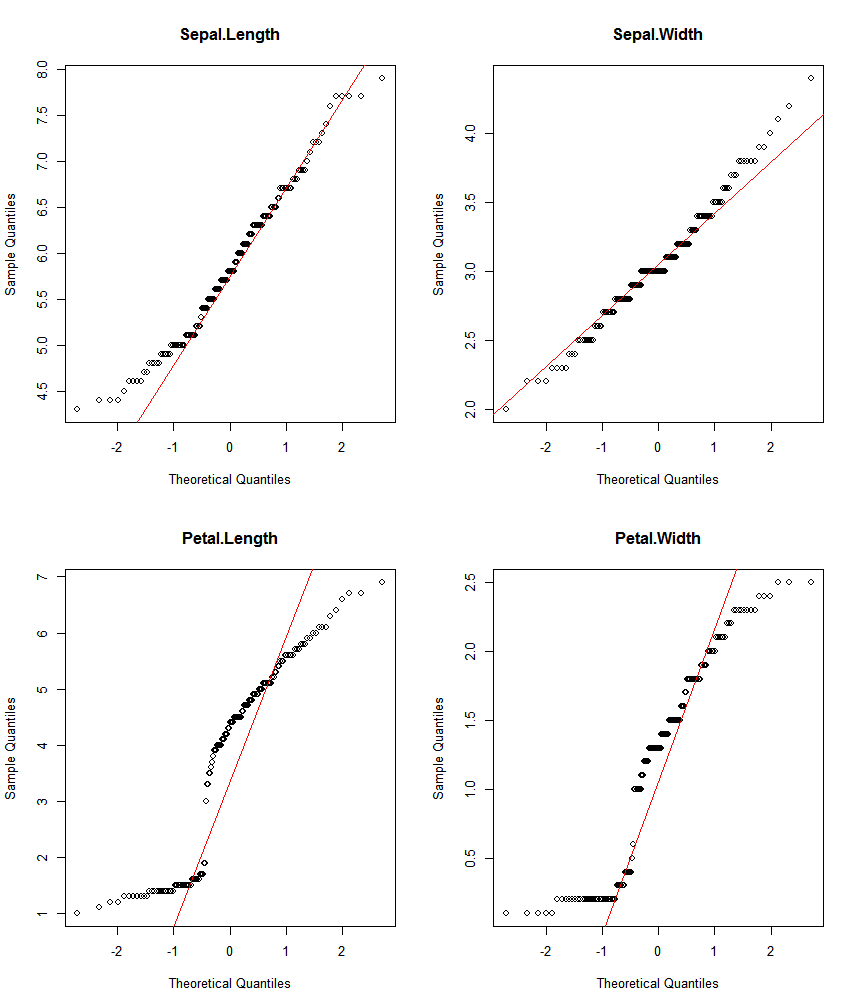 Sepal.Length
Sample Quantiles
8.0
7.5
7.0
6.5
6.0
5.5
5.0
4.5
-2 -1 0 1 2
Theoretical Quantiles
Sepal.Width
Sample Quantiles
4.0
3.5
3.0
2.5
2.0
-2 -1 0 1 2
Theoretical Quantiles
Petal.Length
Sample Quantiles
7
6
5
4
3
2
1
-2 -1 0 1 2
Theoretical Quantiles
Petal.Width
Sample Quantiles
2.5
2.0
1.5
1.0
0.5
-2 -1 0 1 2
Theoretical Quantiles